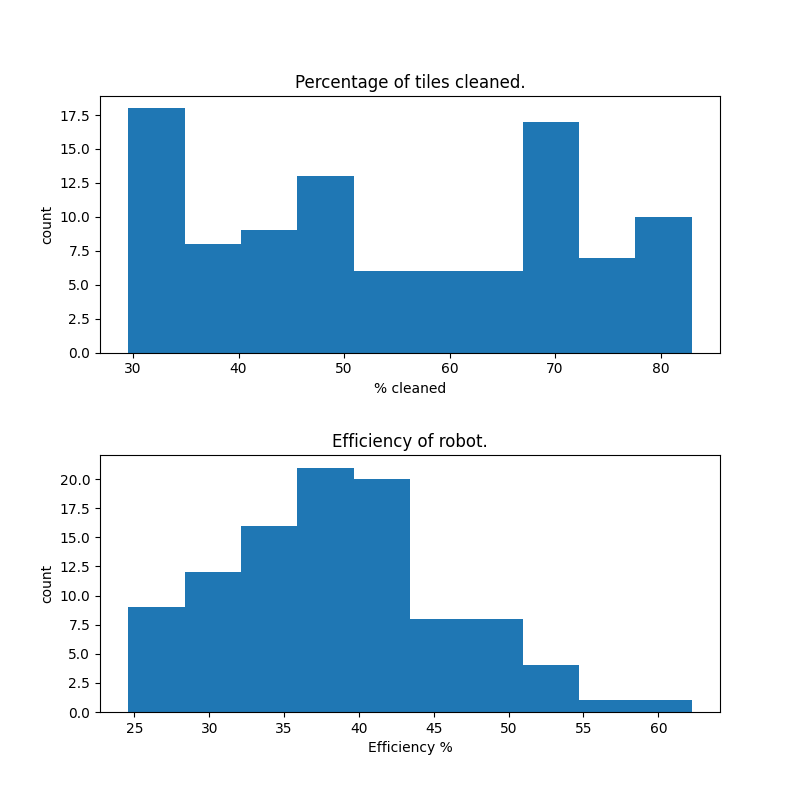 Percentage of tiles cleaned.
17.5
15.0
12.5
10.0
7.5
5.0
2.5
0.0
count
30 40 50 60 70 80
% cleaned
Efficiency of robot.
20.0
17.5
15.0
12.5
10.0
7.5
5.0
2.5
0.0
count
25 30 35 40 45 50 55 60
Efficiency %